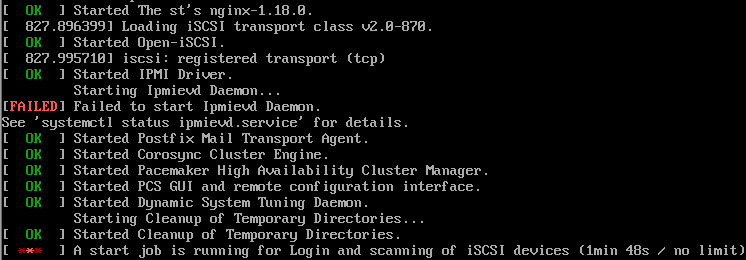 [  OK  ] Started The st's nginx-1.18.0.
[  827.896399] Loading iSCSI transport class v2.0-870.
[  OK  ] Started Open-iSCSI.
[  827.995710] iscsi: registered transport (tcp)
[  OK  ] Started IPMI Driver.
         Starting Ipmievd Daemon...
[FAILED] Failed to start Ipmievd Daemon.
See 'systemctl status ipmievd.service' for details.
[  OK  ] Started Postfix Mail Transport Agent.
[  OK  ] Started Corosync Cluster Engine.
[  OK  ] Started Pacemaker High Availability Cluster Manager.
[  OK  ] Started PCS GUI and remote configuration interface.
[  OK  ] Started Dynamic System Tuning Daemon.
         Starting Cleanup of Temporary Directories...
[  OK  ] Started Cleanup of Temporary Directories.
[ ***  ] A start job is running for Login and scanning of iSCSI devices (1min 48s / no limit)